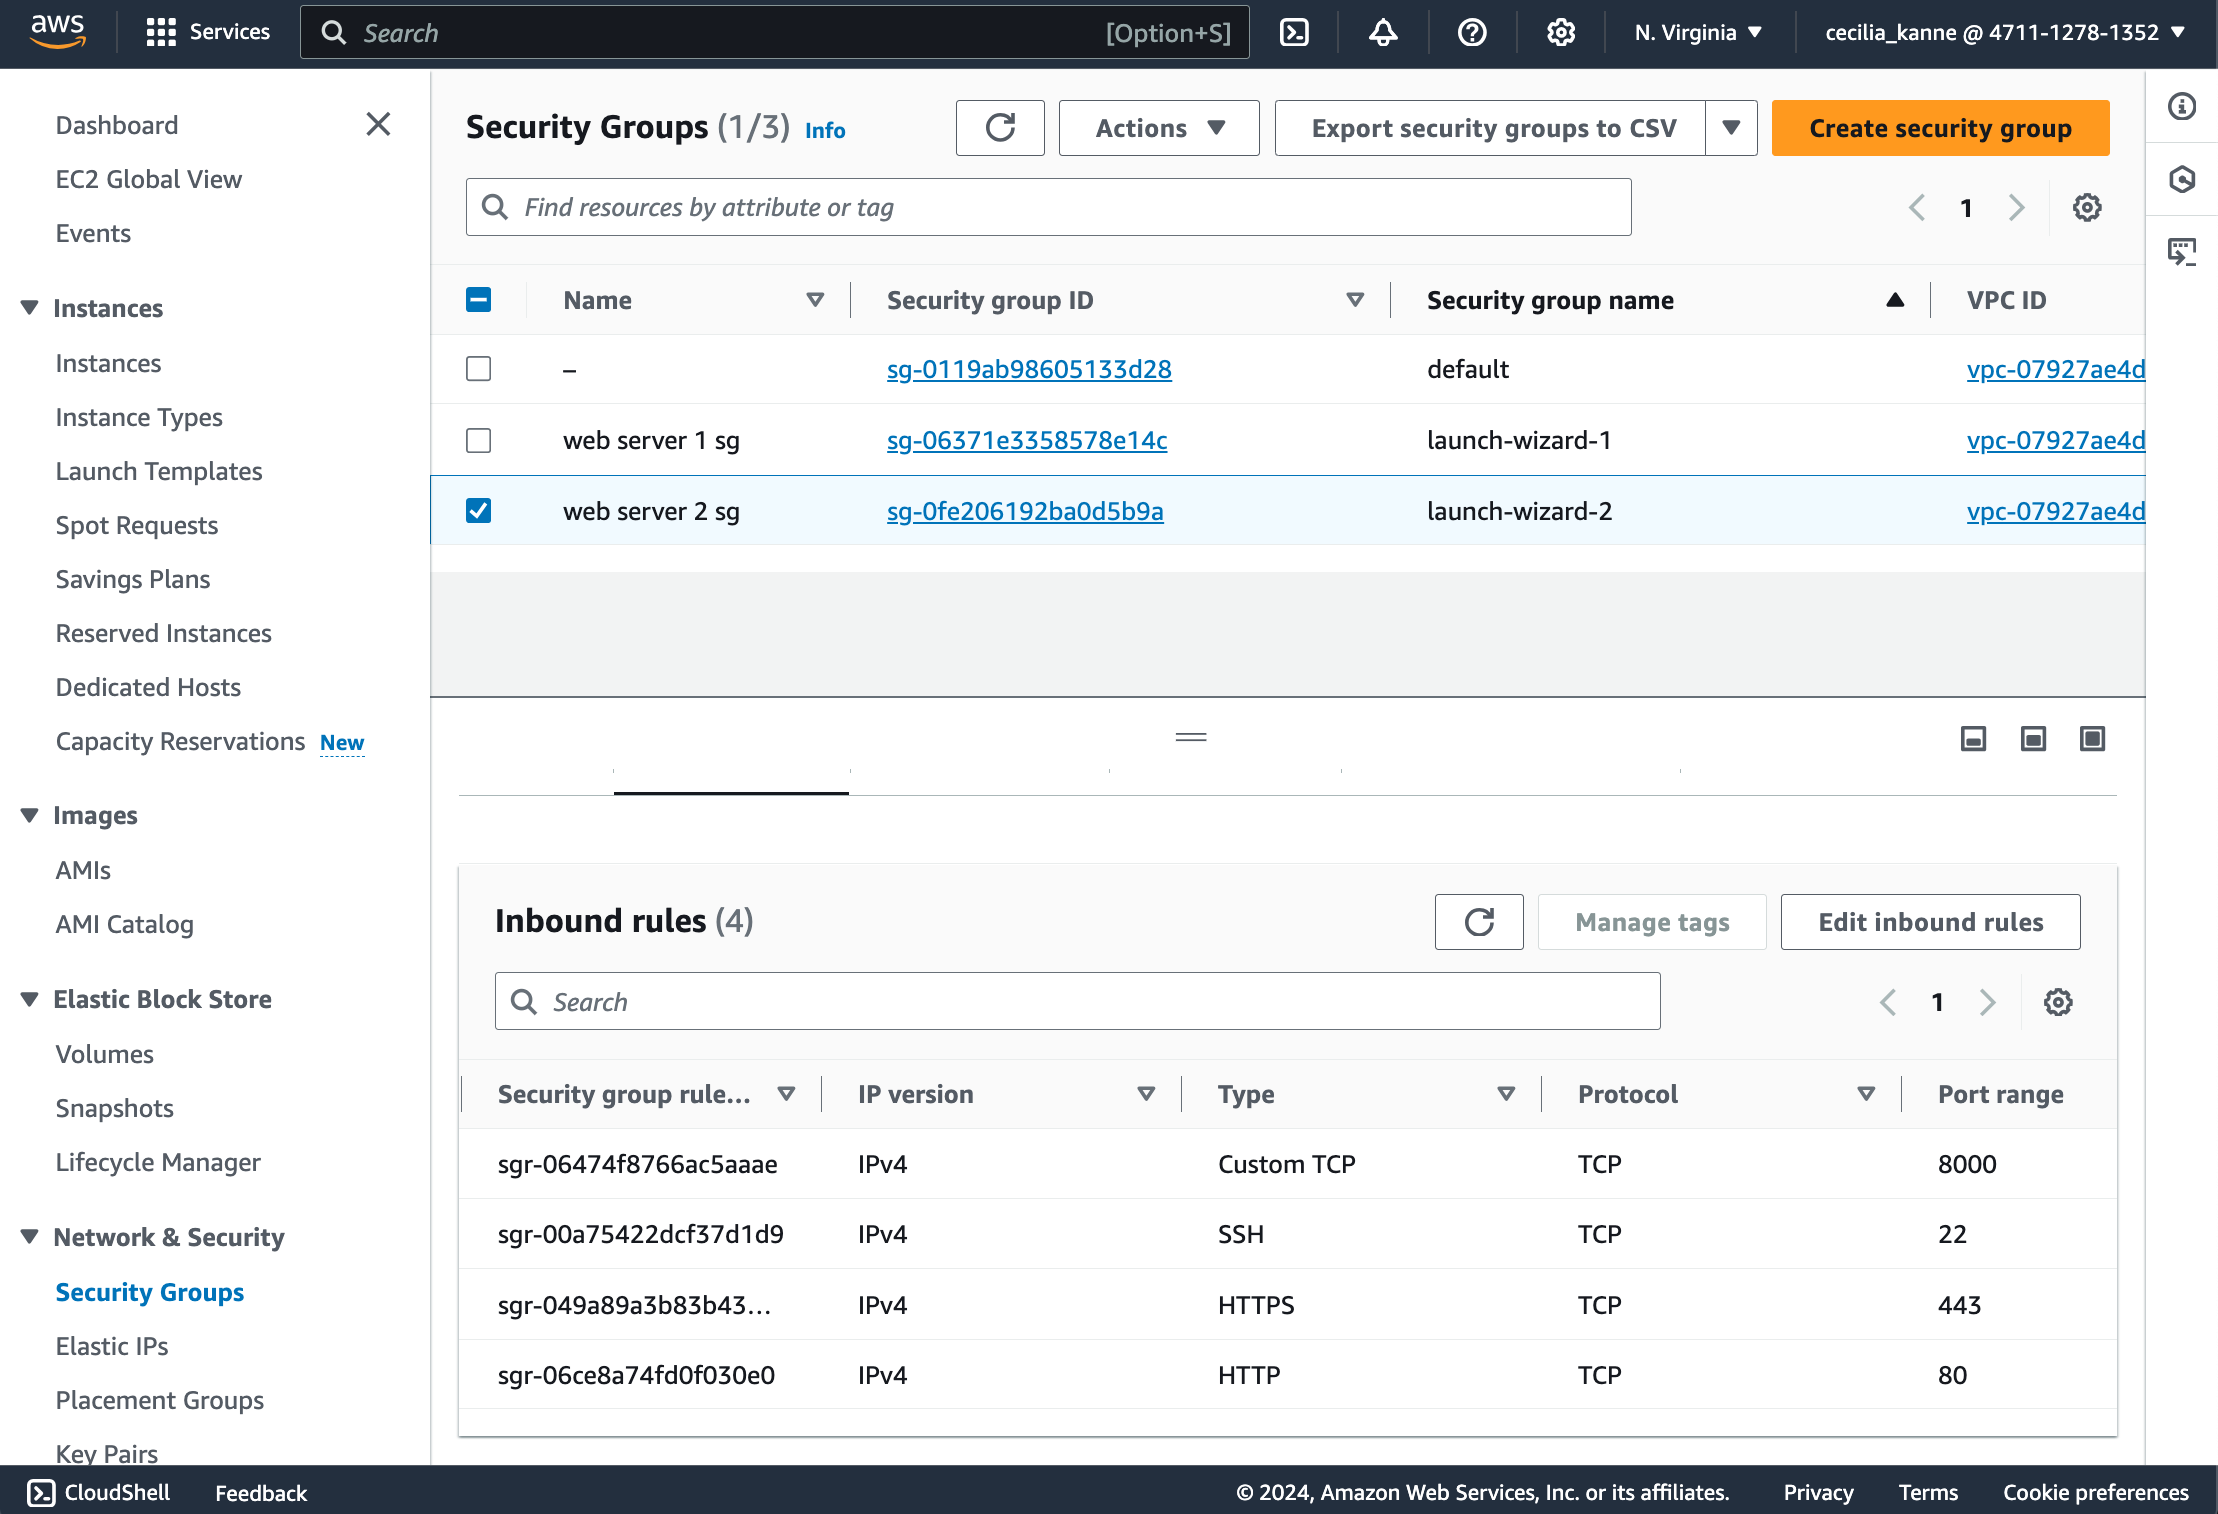 aws
Services
Search
[Option+S]
N. Virginia
cecilia_kanne @ 4711-1278-1352
Dashboard
EC2 Global View
Events
Instances
Instances
Instance Types
Launch Templates
Spot Requests
Savings Plans
Reserved Instances
Dedicated Hosts
Capacity Reservations New
Images
AMIs
AMI Catalog
Elastic Block Store
Volumes
Snapshots
Lifecycle Manager
Network & Security
Security Groups
Elastic IPs
Placement Groups
Key Pairs
Security Groups (1/3) Info
Actions
Export security groups to CSV
Create security group
Find resources by attribute or tag
1
Name Security group ID Security group name VPC ID
– sg-0119ab98605133d28 default vpc-07927ae4d
web server 1 sg sg-06371e3358578e14c launch-wizard-1 vpc-07927ae4d
web server 2 sg sg-0fe206192ba0d5b9a launch-wizard-2 vpc-07927ae4d
Inbound rules (4)
Manage tags
Edit inbound rules
Search
1
Security group rule... IP version Type Protocol Port range
sgr-06474f8766ac5aaae IPv4 Custom TCP TCP 8000
sgr-00a75422dcf37d1d9 IPv4 SSH TCP 22
sgr-049a89a3b83b43... IPv4 HTTPS TCP 443
sgr-06ce8a74fd0f030e0 IPv4 HTTP TCP 80
CloudShell Feedback © 2024, Amazon Web Services, Inc. or its affiliates. Privacy Terms Cookie preferences